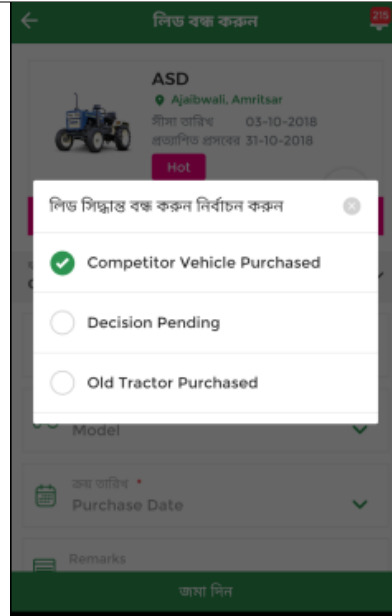 লিড বন্ধ করুন
215
ASD
Ajaibwali, Amritsar
সীসা তারিখ 03-10-2018
প্রত্যাশিত প্রসবের 31-10-2018
Hot
লিড সিদ্ধান্ত বন্ধ করুন নির্বাচন করুন
Competitor Vehicle Purchased
Decision Pending
Old Tractor Purchased
Model
ক্রয় তারিখ *
Purchase Date
Remarks
জমা দিন